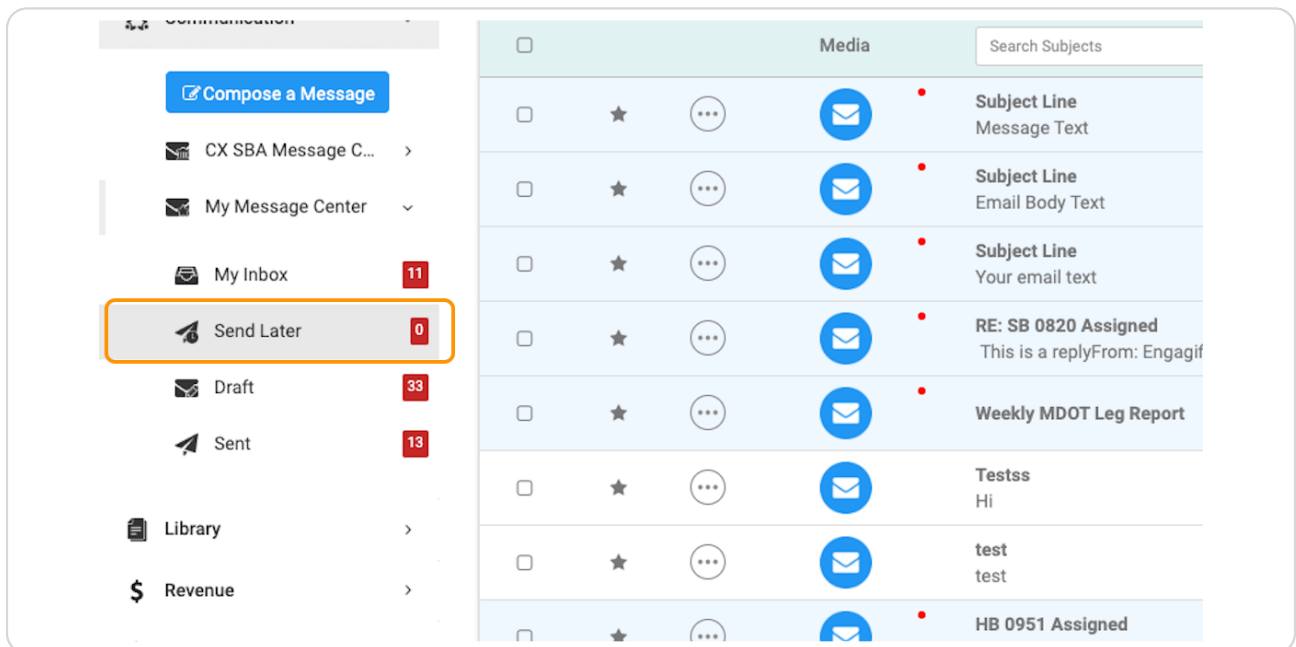 Communication
Compose a Message
CX SBA Message C...
My Message Center
My Inbox 11
Send Later 0
Draft 33
Sent 13
Library
Revenue
Media Search Subjects
Subject Line
Message Text
Subject Line
Email Body Text
Subject Line
Your email text
RE: SB 0820 Assigned
This is a replyFrom: Engagif
Weekly MDOT Leg Report
Testss
Hi
test
test
HB 0951 Assigned